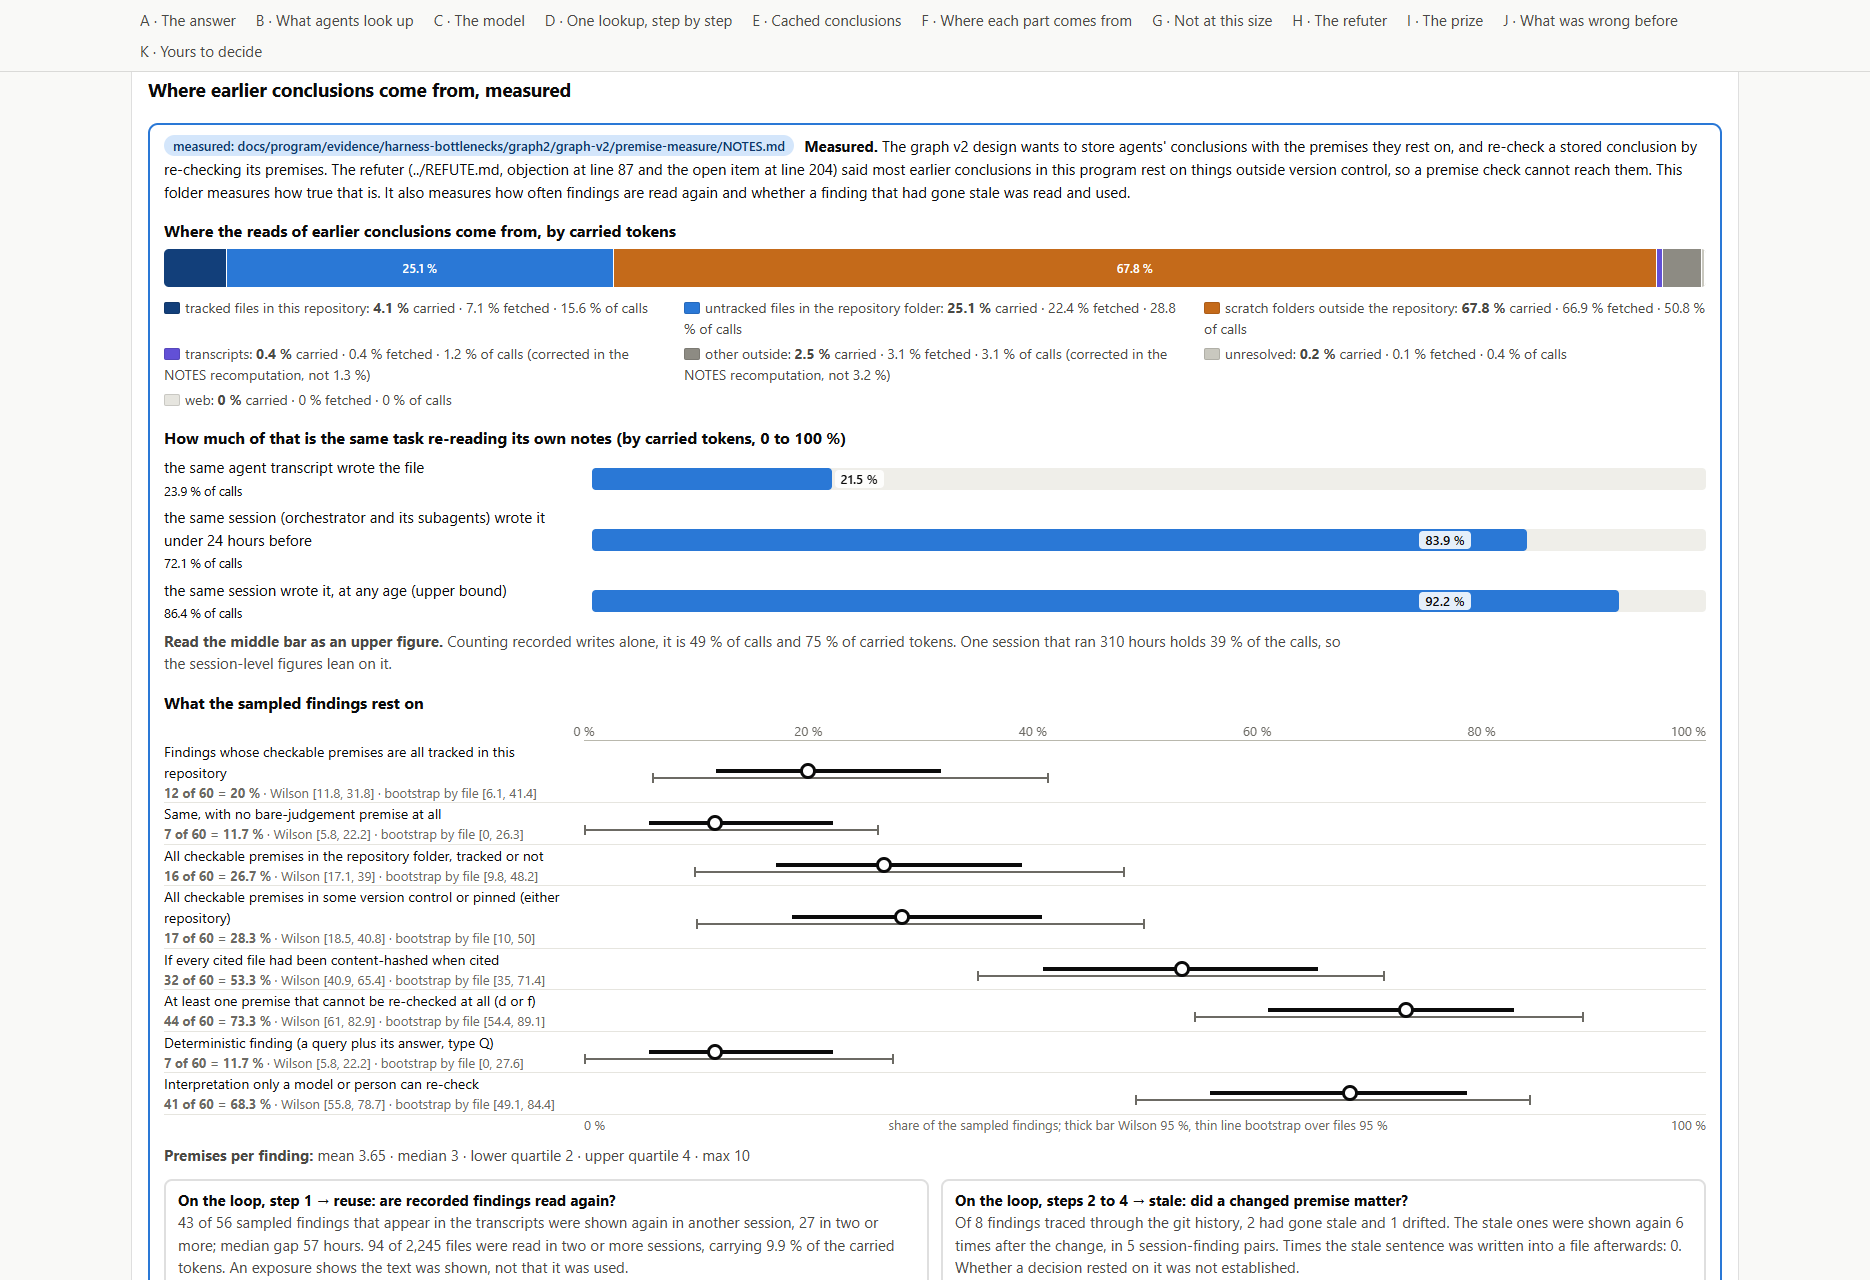 A · The answer B · What agents look up C · The model D · One lookup, step by step E · Cached conclusions F · Where each part comes from G · Not at this size H · The refuter I · The prize J · What was wrong before
K · Yours to decide
Where earlier conclusions come from, measured
measured: docs/program/evidence/harness-bottlenecks/graph2/graph-v2/premise-measure/NOTES.md Measured. The graph v2 design wants to store agents' conclusions with the premises they rest on, and re-check a stored conclusion by
re-checking its premises. The refuter (../REFUTE.md, objection at line 87 and the open item at line 204) said most earlier conclusions in this program rest on things outside version control, so a premise check cannot reach them. This
folder measures how true that is. It also measures how often findings are read again and whether a finding that had gone stale was read and used.
Where the reads of earlier conclusions come from, by carried tokens
25.1 % 67.8 %
tracked files in this repository: 4.1 % carried · 7.1 % fetched · 15.6 % of calls
untracked files in the repository folder: 25.1 % carried · 22.4 % fetched · 28.8
% of calls
scratch folders outside the repository: 67.8 % carried · 66.9 % fetched · 50.8 %
of calls
transcripts: 0.4 % carried · 0.4 % fetched · 1.2 % of calls (corrected in the
NOTES recomputation, not 1.3 %)
other outside: 2.5 % carried · 3.1 % fetched · 3.1 % of calls (corrected in the
NOTES recomputation, not 3.2 %)
unresolved: 0.2 % carried · 0.1 % fetched · 0.4 % of calls
web: 0 % carried · 0 % fetched · 0 % of calls
How much of that is the same task re-reading its own notes (by carried tokens, 0 to 100 %)
the same agent transcript wrote the file
23.9 % of calls
21.5 %
the same session (orchestrator and its subagents) wrote it
under 24 hours before
72.1 % of calls
83.9 %
the same session wrote it, at any age (upper bound)
86.4 % of calls
92.2 %
Read the middle bar as an upper figure. Counting recorded writes alone, it is 49 % of calls and 75 % of carried tokens. One session that ran 310 hours holds 39 % of the calls, so
the session-level figures lean on it.
What the sampled findings rest on
0 % 20 % 40 % 60 % 80 % 100 %
Findings whose checkable premises are all tracked in this
repository
12 of 60 = 20 % · Wilson [11.8, 31.8] · bootstrap by file [6.1, 41.4]
Same, with no bare-judgement premise at all
7 of 60 = 11.7 % · Wilson [5.8, 22.2] · bootstrap by file [0, 26.3]
All checkable premises in the repository folder, tracked or not
16 of 60 = 26.7 % · Wilson [17.1, 39] · bootstrap by file [9.8, 48.2]
All checkable premises in some version control or pinned (either
repository)
17 of 60 = 28.3 % · Wilson [18.5, 40.8] · bootstrap by file [10, 50]
If every cited file had been content-hashed when cited
32 of 60 = 53.3 % · Wilson [40.9, 65.4] · bootstrap by file [35, 71.4]
At least one premise that cannot be re-checked at all (d or f)
44 of 60 = 73.3 % · Wilson [61, 82.9] · bootstrap by file [54.4, 89.1]
Deterministic finding (a query plus its answer, type Q)
7 of 60 = 11.7 % · Wilson [5.8, 22.2] · bootstrap by file [0, 27.6]
Interpretation only a model or person can re-check
41 of 60 = 68.3 % · Wilson [55.8, 78.7] · bootstrap by file [49.1, 84.4]
0 % share of the sampled findings; thick bar Wilson 95 %, thin line bootstrap over files 95 % 100 %
Premises per finding: mean 3.65 · median 3 · lower quartile 2 · upper quartile 4 · max 10
On the loop, step 1 → reuse: are recorded findings read again?
43 of 56 sampled findings that appear in the transcripts were shown again in another session, 27 in two or
more; median gap 57 hours. 94 of 2,245 files were read in two or more sessions, carrying 9.9 % of the carried
tokens. An exposure shows the text was shown, not that it was used.
On the loop, steps 2 to 4 → stale: did a changed premise matter?
Of 8 findings traced through the git history, 2 had gone stale and 1 drifted. The stale ones were shown again 6
times after the change, in 5 session-finding pairs. Times the stale sentence was written into a file afterwards: 0.
Whether a decision rested on it was not established.